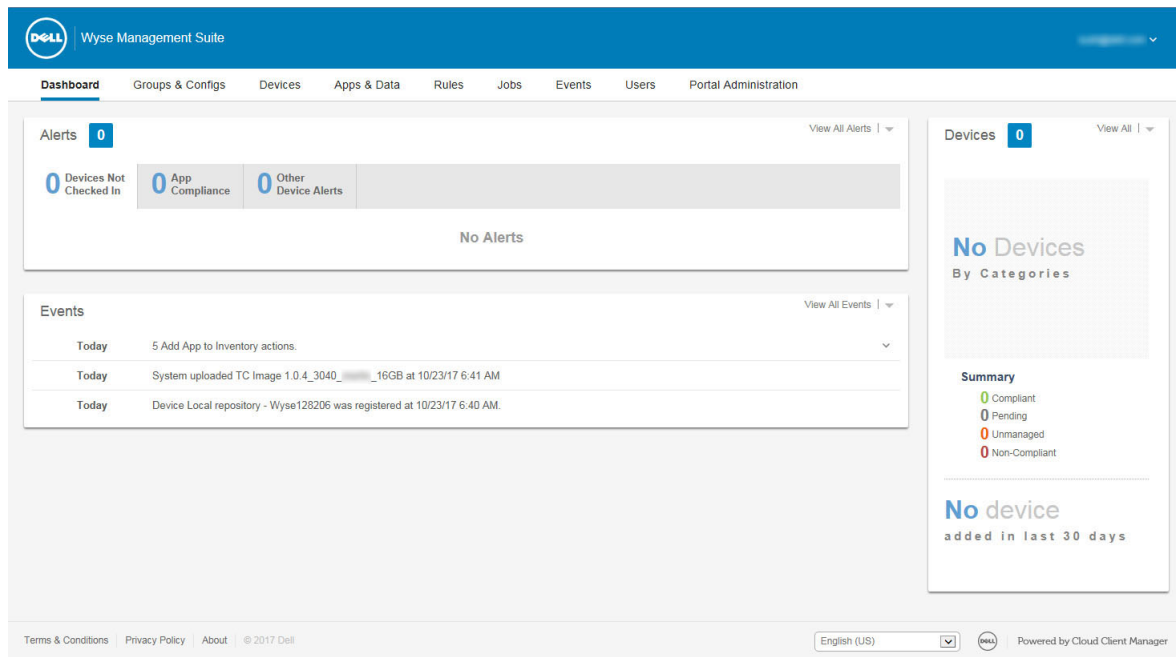 DELL
Wyse Management Suite
Dashboard Groups & Configs Devices Apps & Data Rules Jobs Events Users Portal Administration
Alerts 0
View All Alerts |
0 Devices Not Checked In
0 App Compliance
0 Other Device Alerts
No Alerts
Events
View All Events |
Today 5 Add App to Inventory actions.
Today System uploaded TC Image 1.0.4_3040_ _16GB at 10/23/17 6:41 AM
Today Device Local repository - Wyse128206 was registered at 10/23/17 6:40 AM.
Devices 0
View All |
No Devices
By Categories
Summary
0 Compliant
0 Pending
0 Unmanaged
0 Non-Compliant
No device
added in last 30 days
Terms & Conditions Privacy Policy About © 2017 Dell
English (US)
DELL
Powered by Cloud Client Manager